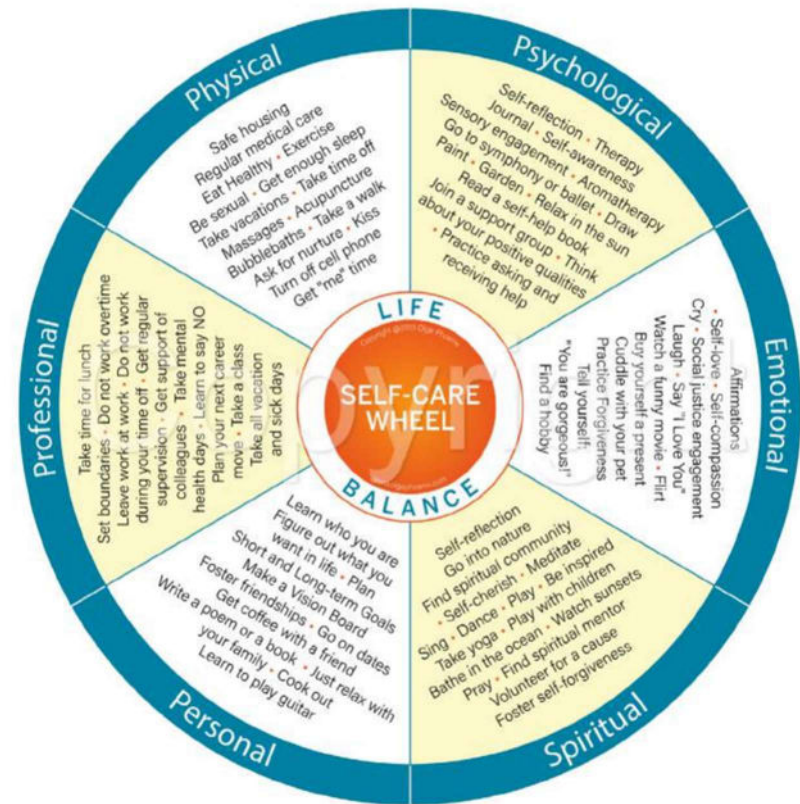 Physical
Safe housing
Regular medical care
Eat Healthy • Exercise
Be sexual • Get enough sleep
Take vacations • Take time off
Massages • Acupuncture
Bubblebaths • Take a walk
Ask for nurture • Kiss
Turn off cell phone
Get "me" time
Psychological
Self-reflection • Therapy
Journal • Self-awareness
Sensory engagement • Aromatherapy
Go to symphony or ballet • Draw
Paint • Garden • Relax in the sun
Read a self-help book
Join a support group • Think
about your positive qualities
• Practice asking and
receiving help
Emotional
Affirmations
• Self-love • Self-compassion
Cry • Social justice engagement
Laugh • Say "I Love You"
Watch a funny movie • Flirt
Buy yourself a present
Cuddle with your pet
Practice Forgiveness
Tell yourself:
"You are gorgeous!"
Find a hobby
Spiritual
Self-reflection
Go into nature
Find spiritual community
• Self-cherish • Meditate
Sing • Dance • Play • Be inspired
Take yoga • Play with children
Bathe in the ocean • Watch sunsets
Pray • Find spiritual mentor
Volunteer for a cause
Foster self-forgiveness
Personal
Learn who you are
Figure out what you
want in life • Plan
Short and Long-term Goals
Make a Vision Board
Foster friendships • Go on dates
Get coffee with a friend
Write a poem or a book • Just relax with
your family • Cook out
Learn to play guitar
Professional
Take time for lunch
Set boundaries • Do not work overtime
Leave work at work • Do not work
during your time off • Get regular
supervision • Get support of
colleagues • Take mental
health days • Learn to say NO
Plan your next career
move • Take a class
Take all vacation
and sick days
LIFE
SELF-CARE
WHEEL
BALANCE